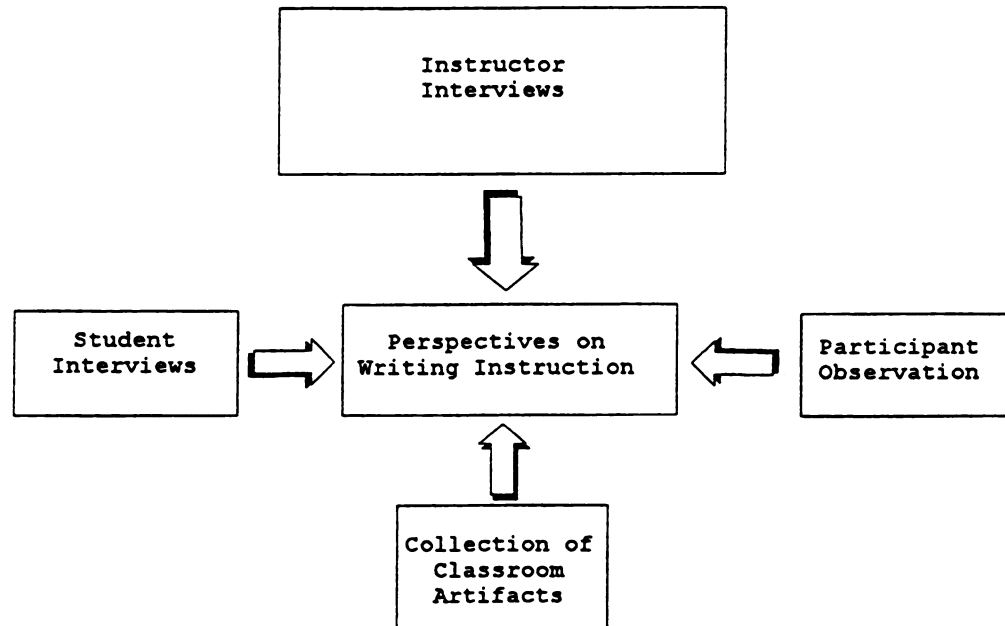 Instructor
Interviews
Student
Interviews
Perspectives on
Writing Instruction
Participant
Observation
Collection of
Classroom
Artifacts